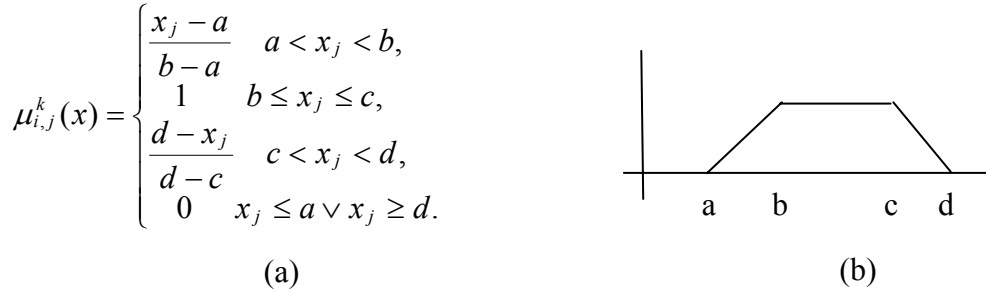 μ^k_{i,j}(x) = {
(x_j − a)/(b − a)   a < x_j < b,
1   b ≤ x_j ≤ c,
(d − x_j)/(d − c)   c < x_j < d,
0   x_j ≤ a ∨ x_j ≥ d.
a b c d
(a) (b)